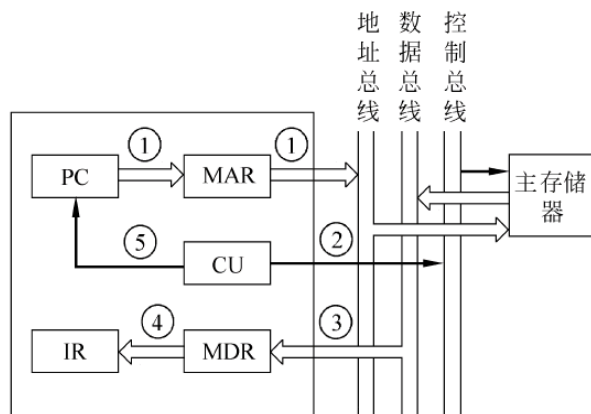 地址总线
数据总线
控制总线
① ①
PC MAR 主存储器
⑤ ②
CU
④ ③
IR MDR